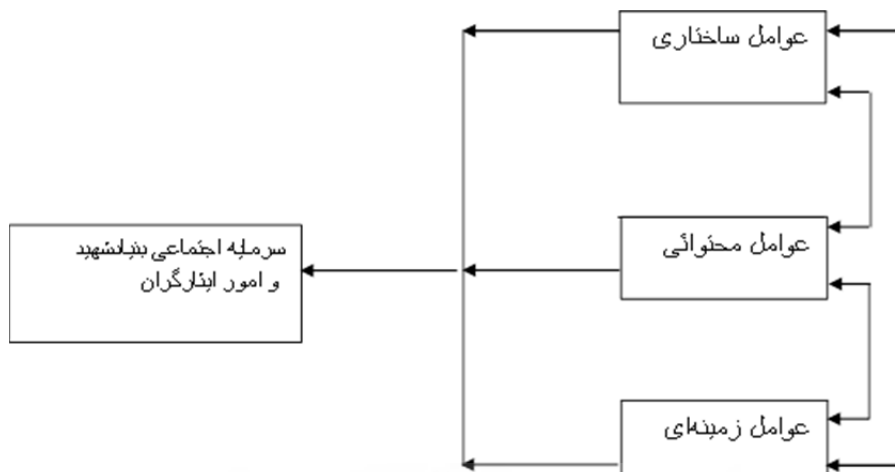 عوامل ساختاری
عوامل محتوائی
سرمایه اجتماعی بنیادشهید
و امور ایثارگران
عوامل زمینه‌ای